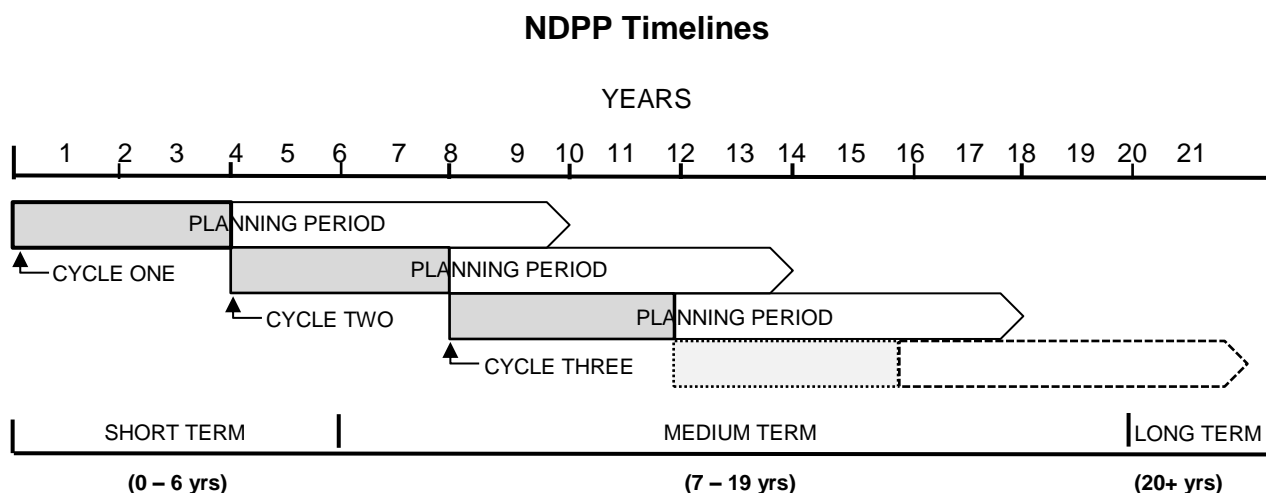 NDPP Timelines
YEARS
1 2 3 4 5 6 7 8 9 10 11 12 13 14 15 16 17 18 19 20 21
PLANNING PERIOD
CYCLE ONE
PLANNING PERIOD
CYCLE TWO
PLANNING PERIOD
CYCLE THREE
SHORT TERM MEDIUM TERM LONG TERM
(0 – 6 yrs) (7 – 19 yrs) (20+ yrs)